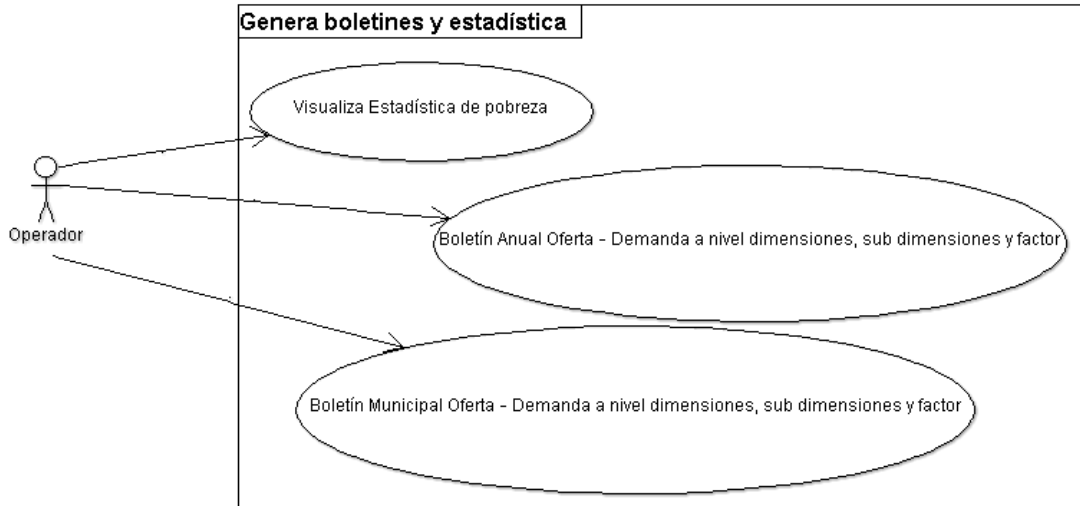 Genera boletines y estadística
Visualiza Estadística de pobreza
Operador
Boletín Anual Oferta - Demanda a nivel dimensiones, sub dimensiones y factor
Boletín Municipal Oferta - Demanda a nivel dimensiones, sub dimensiones y factor